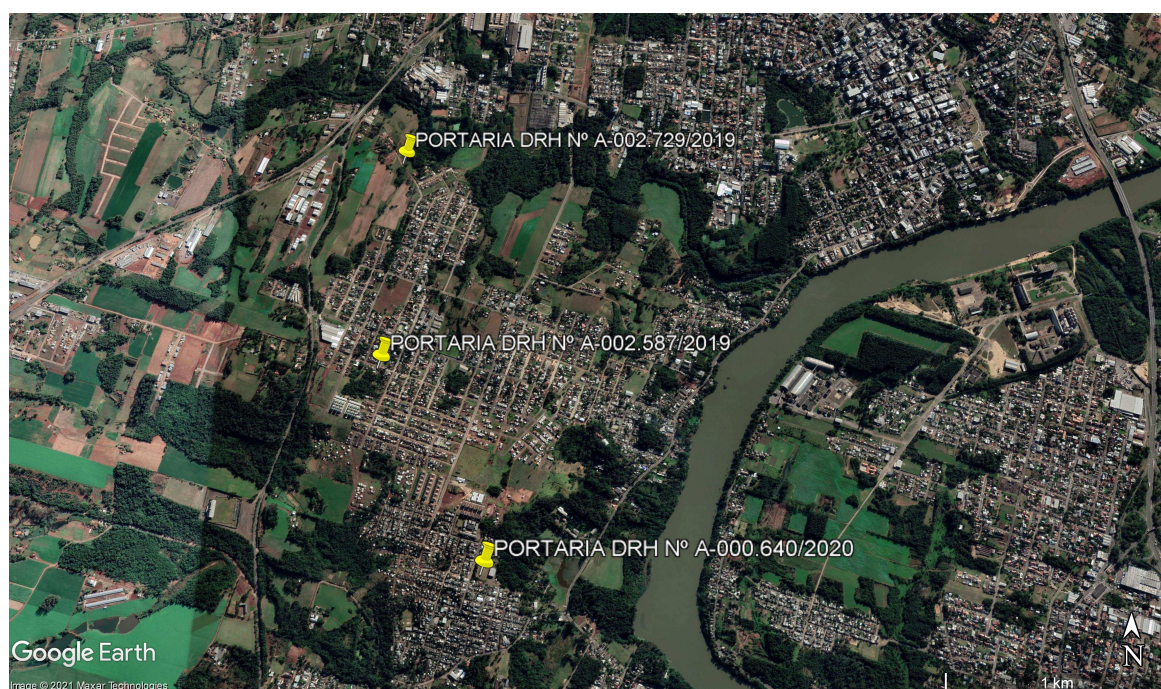 PORTARIA DRH Nº A-002.729/2019
PORTARIA DRH Nº A-002.587/2019
PORTARIA DRH Nº A-000.640/2020
Google Earth
N
Image © 2021 Maxar Technologies
1 km